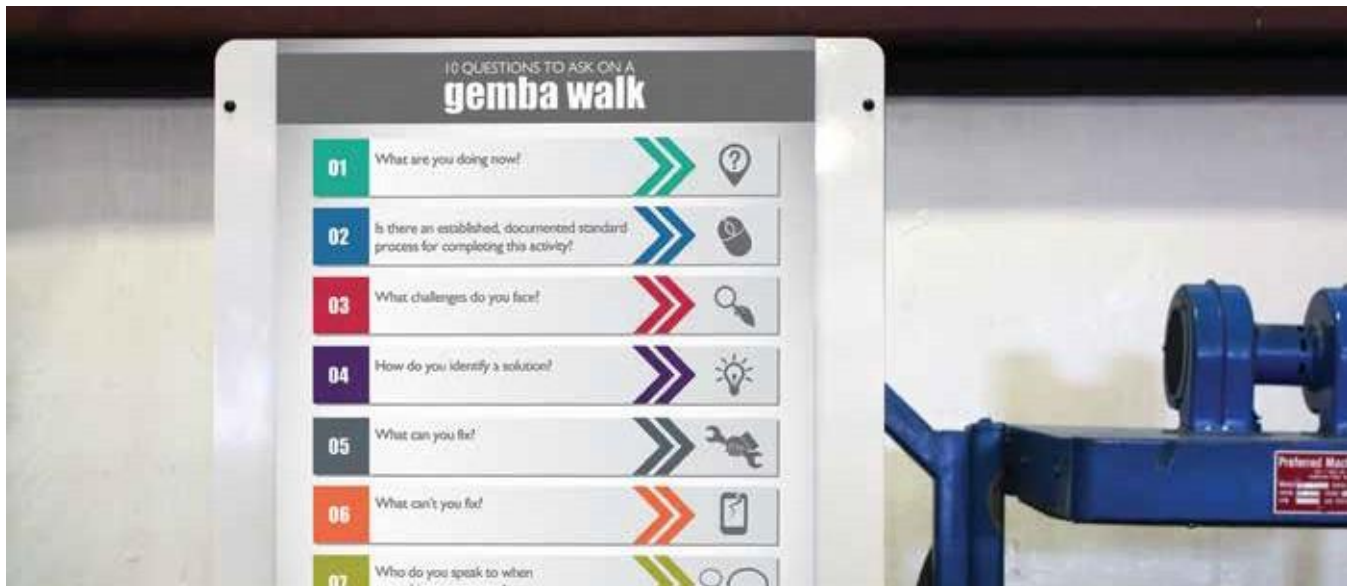 10 QUESTIONS TO ASK ON A
gemba walk
01
What are you doing now?
02
Is there an established, documented standard
process for completing this activity?
03
What challenges do you face?
04
How do you identify a solution?
05
What can you fix?
06
What can't you fix?
07
Who do you speak to when
Preferred Mac